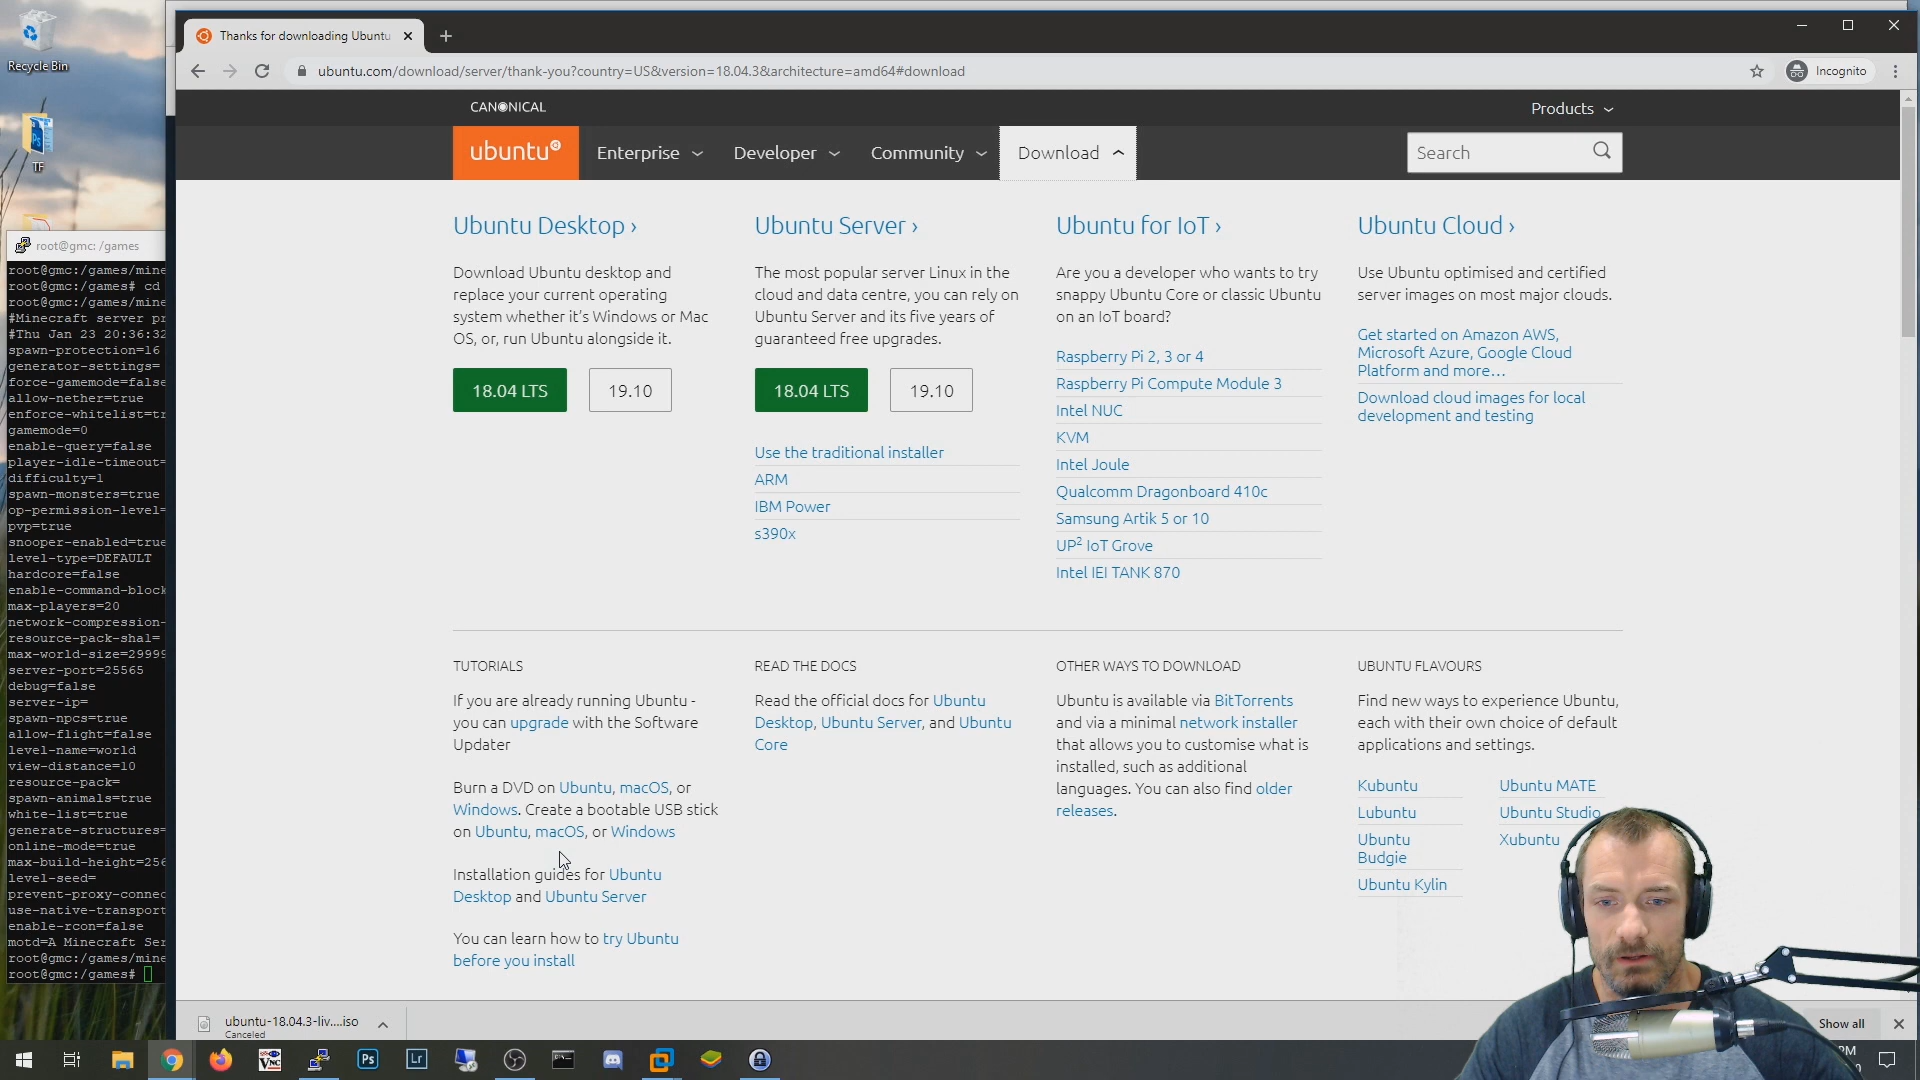 Recycle Bin
TF
Thanks for downloading Ubuntu
ubuntu.com/download/server/thank-you?country=US&version=18.04.3&architecture=amd64#download
Incognito
CANONICAL
Products
ubuntu
Enterprise
Developer
Community
Download
Search
Ubuntu Desktop ›
Download Ubuntu desktop and
replace your current operating
system whether it's Windows or Mac
OS, or, run Ubuntu alongside it.
18.04 LTS
19.10
Ubuntu Server ›
The most popular server Linux in the
cloud and data centre, you can rely on
Ubuntu Server and its five years of
guaranteed free upgrades.
18.04 LTS
19.10
Use the traditional installer
ARM
IBM Power
s390x
Ubuntu for IoT ›
Are you a developer who wants to try
snappy Ubuntu Core or classic Ubuntu
on an IoT board?
Raspberry Pi 2, 3 or 4
Raspberry Pi Compute Module 3
Intel NUC
KVM
Intel Joule
Qualcomm Dragonboard 410c
Samsung Artik 5 or 10
UP² IoT Grove
Intel IEI TANK 870
Ubuntu Cloud ›
Use Ubuntu optimised and certified
server images on most major clouds.
Get started on Amazon AWS,
Microsoft Azure, Google Cloud
Platform and more…
Download cloud images for local
development and testing
TUTORIALS
If you are already running Ubuntu -
you can upgrade with the Software
Updater
Burn a DVD on Ubuntu, macOS, or
Windows. Create a bootable USB stick
on Ubuntu, macOS, or Windows
Installation guides for Ubuntu
Desktop and Ubuntu Server
You can learn how to try Ubuntu
before you install
READ THE DOCS
Read the official docs for Ubuntu
Desktop, Ubuntu Server, and Ubuntu
Core
OTHER WAYS TO DOWNLOAD
Ubuntu is available via BitTorrents
and via a minimal network installer
that allows you to customise what is
installed, such as additional
languages. You can also find older
releases.
UBUNTU FLAVOURS
Find new ways to experience Ubuntu,
each with their own choice of default
applications and settings.
Kubuntu
Lubuntu
Ubuntu
Budgie
Ubuntu Kylin
Ubuntu MATE
Ubuntu Studio
Xubuntu
root@gmc: /games
root@gmc:/games/mine
root@gmc:/games# cd
root@gmc:/games/mine
#Minecraft server pr
#Thu Jan 23 20:36:32
spawn-protection=16
generator-settings=
force-gamemode=false
allow-nether=true
enforce-whitelist=tr
gamemode=0
enable-query=false
player-idle-timeout=
difficulty=1
spawn-monsters=true
op-permission-level=
pvp=true
snooper-enabled=true
level-type=DEFAULT
hardcore=false
enable-command-block
max-players=20
network-compression-
resource-pack-sha1=
max-world-size=29999
server-port=25565
debug=false
server-ip=
spawn-npcs=true
allow-flight=false
level-name=world
view-distance=10
resource-pack=
spawn-animals=true
white-list=true
generate-structures=
online-mode=true
max-build-height=256
level-seed=
prevent-proxy-connec
use-native-transport
enable-rcon=false
motd=A Minecraft Ser
root@gmc:/games/mine
root@gmc:/games#
ubuntu-18.04.3-liv....iso
Canceled
Show all
VNC
Ps
Lr
PM